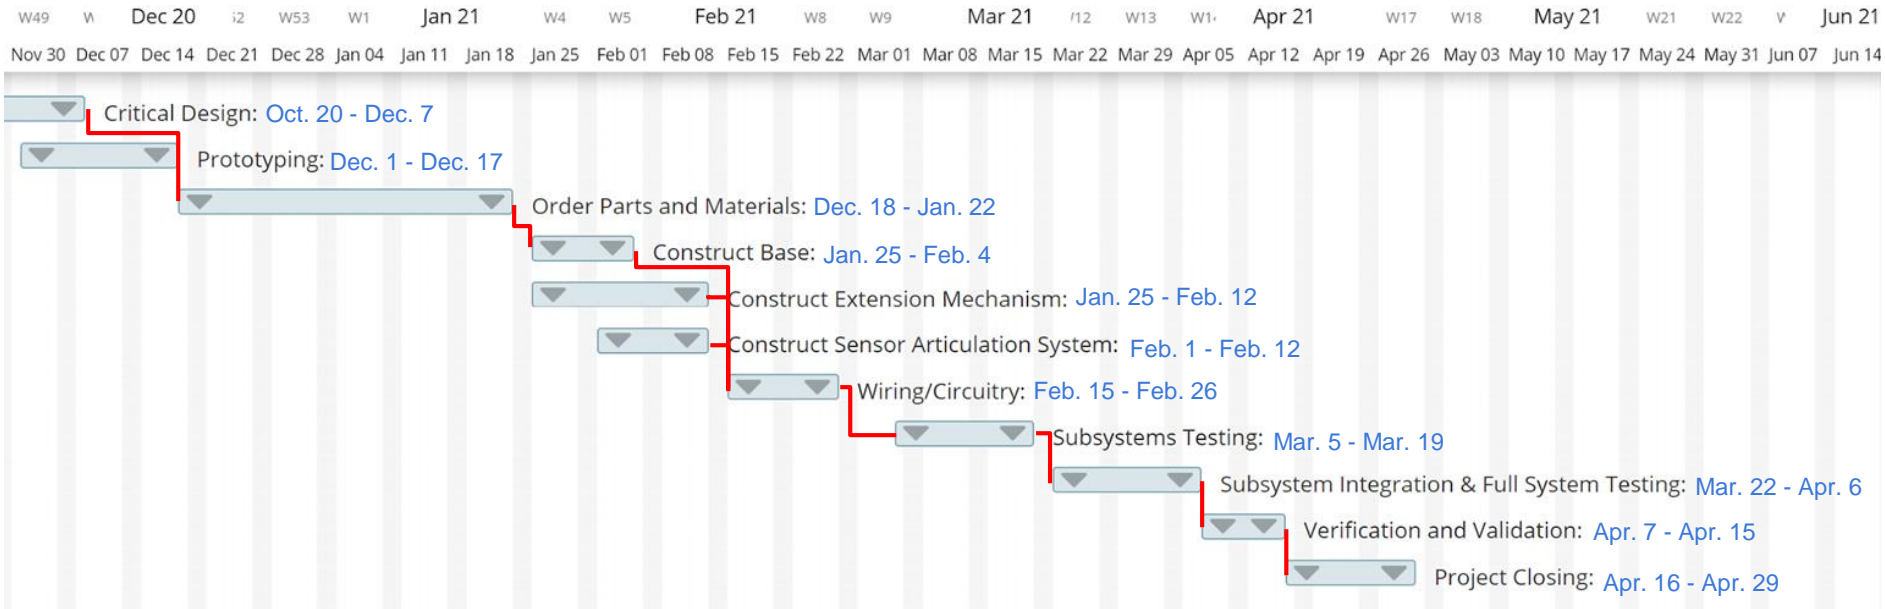 W49 W Dec 20 52 W53 W1 Jan 21 W4 W5 Feb 21 W8 W9 Mar 21 W12 W13 W14 Apr 21 W17 W18 May 21 W21 W22 Jun 21
Nov 30 Dec 07 Dec 14 Dec 21 Dec 28 Jan 04 Jan 11 Jan 18 Jan 25 Feb 01 Feb 08 Feb 15 Feb 22 Mar 01 Mar 08 Mar 15 Mar 22 Mar 29 Apr 05 Apr 12 Apr 19 Apr 26 May 03 May 10 May 17 May 24 May 31 Jun 07 Jun 14
Critical Design: Oct. 20 - Dec. 7
Prototyping: Dec. 1 - Dec. 17
Order Parts and Materials: Dec. 18 - Jan. 22
Construct Base: Jan. 25 - Feb. 4
Construct Extension Mechanism: Jan. 25 - Feb. 12
Construct Sensor Articulation System: Feb. 1 - Feb. 12
Wiring/Circuitry: Feb. 15 - Feb. 26
Subsystems Testing: Mar. 5 - Mar. 19
Subsystem Integration & Full System Testing: Mar. 22 - Apr. 6
Verification and Validation: Apr. 7 - Apr. 15
Project Closing: Apr. 16 - Apr. 29